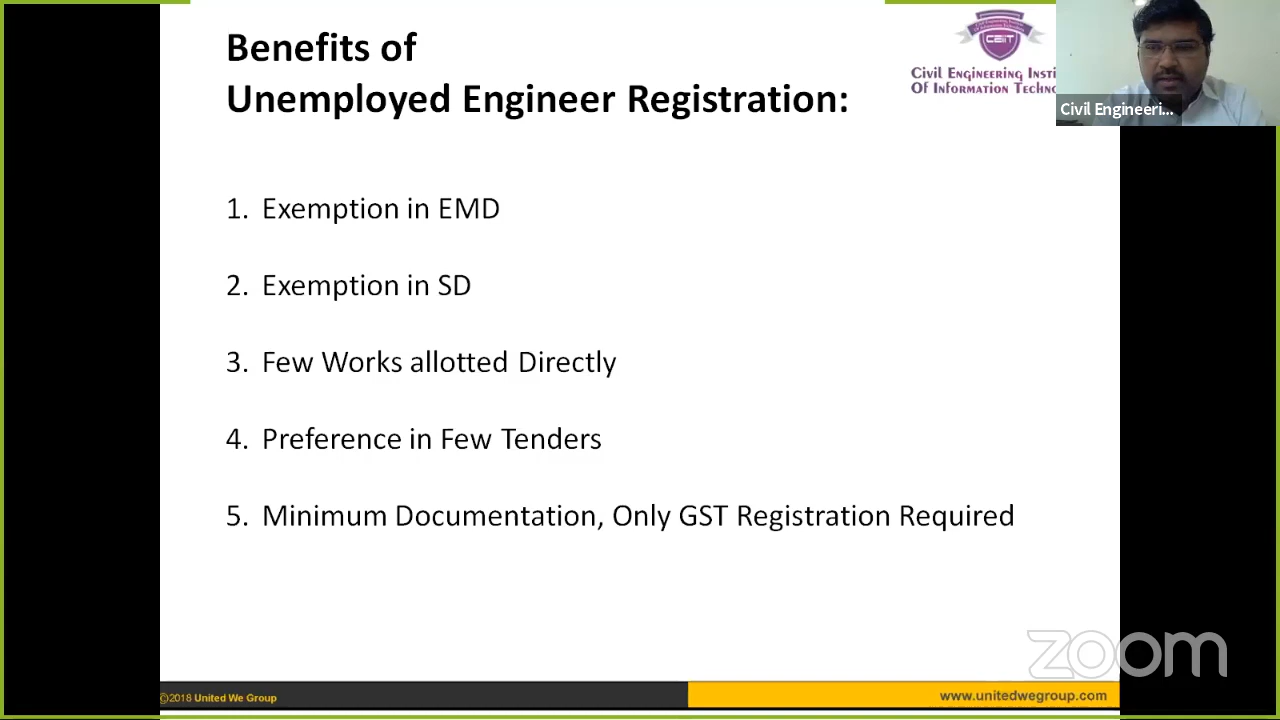 Benefits of
Unemployed Engineer Registration:
CEIIT
Civil Engineering Insti
Of Information Techno
Civil Engineeri...
1. Exemption in EMD
2. Exemption in SD
3. Few Works allotted Directly
4. Preference in Few Tenders
5. Minimum Documentation, Only GST Registration Required
zoom
©2018 United We Group
www.unitedwegroup.com